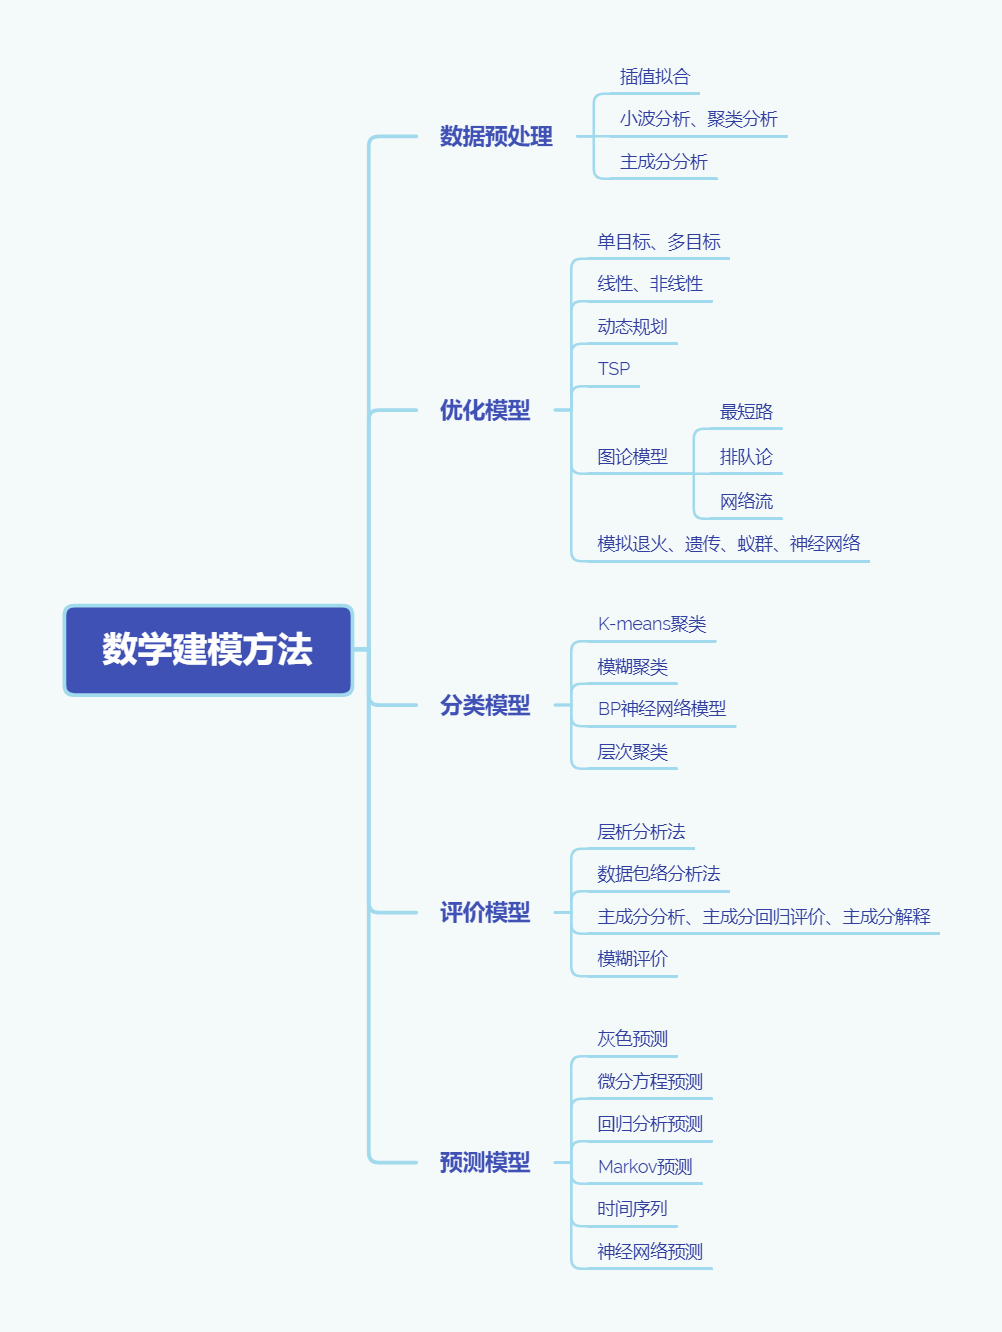 数学建模方法
数据预处理
插值拟合
小波分析、聚类分析
主成分分析
优化模型
单目标、多目标
线性、非线性
动态规划
TSP
图论模型
最短路
排队论
网络流
模拟退火、遗传、蚁群、神经网络
分类模型
K-means聚类
模糊聚类
BP神经网络模型
层次聚类
评价模型
层析分析法
数据包络分析法
主成分分析、主成分回归评价、主成分解释
模糊评价
预测模型
灰色预测
微分方程预测
回归分析预测
Markov预测
时间序列
神经网络预测